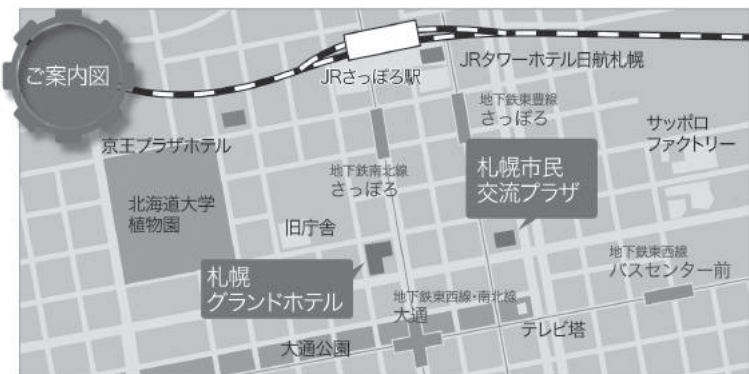 ご案内図
JRさっぽろ駅
JRタワーホテル日航札幌
地下鉄東豊線
さっぽろ
サッポロ
ファクトリー
京王プラザホテル
地下鉄南北線
さっぽろ
札幌市民
交流プラザ
北海道大学
植物園
旧庁舎
札幌
グランドホテル
地下鉄東西線
バスセンター前
地下鉄東西線・南北線
大通
テレビ塔
大通公園